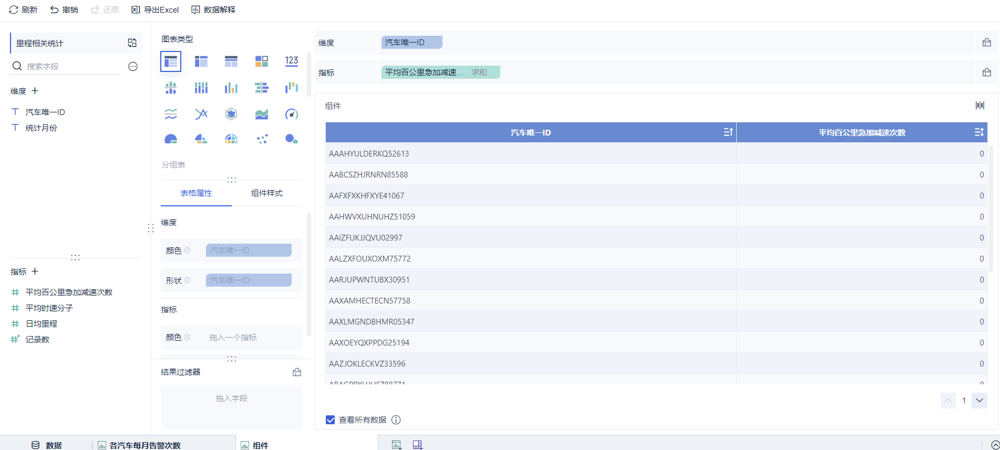 刷新 撤销 还原 导出Excel 数据解释
里程相关统计
搜索字段
维度
汽车唯一ID
统计月份
指标
平均百公里急加减速次数
平均时速分子
日均里程
记录数
图表类型
123
分组表
表格属性 组件样式
维度
颜色 汽车唯一ID
形状 汽车唯一ID
指标
颜色 拖入一个指标
结果过滤器
拖入字段
维度 汽车唯一ID
指标 平均百公里急加减速... 求和
组件
汽车唯一ID 平均百公里急加减速次数
AAAHYULDERKQ52613 0
AABCSZHJRNRN85588 0
AAFXFXKHFXYE41067 0
AAHWVXUHNUHZ51059 0
AAIZFUKJJQVU02997 0
AALZXFOUXOXM75772 0
AARJUPWNTUBX30951 0
AAXAMHECTECN57758 0
AAXLMGNDBHMR05347 0
AAXOEYQXPPDG25194 0
AAZJOKLECKVZ33596 0
1
查看所有数据
数据 各汽车每月告警次数 组件